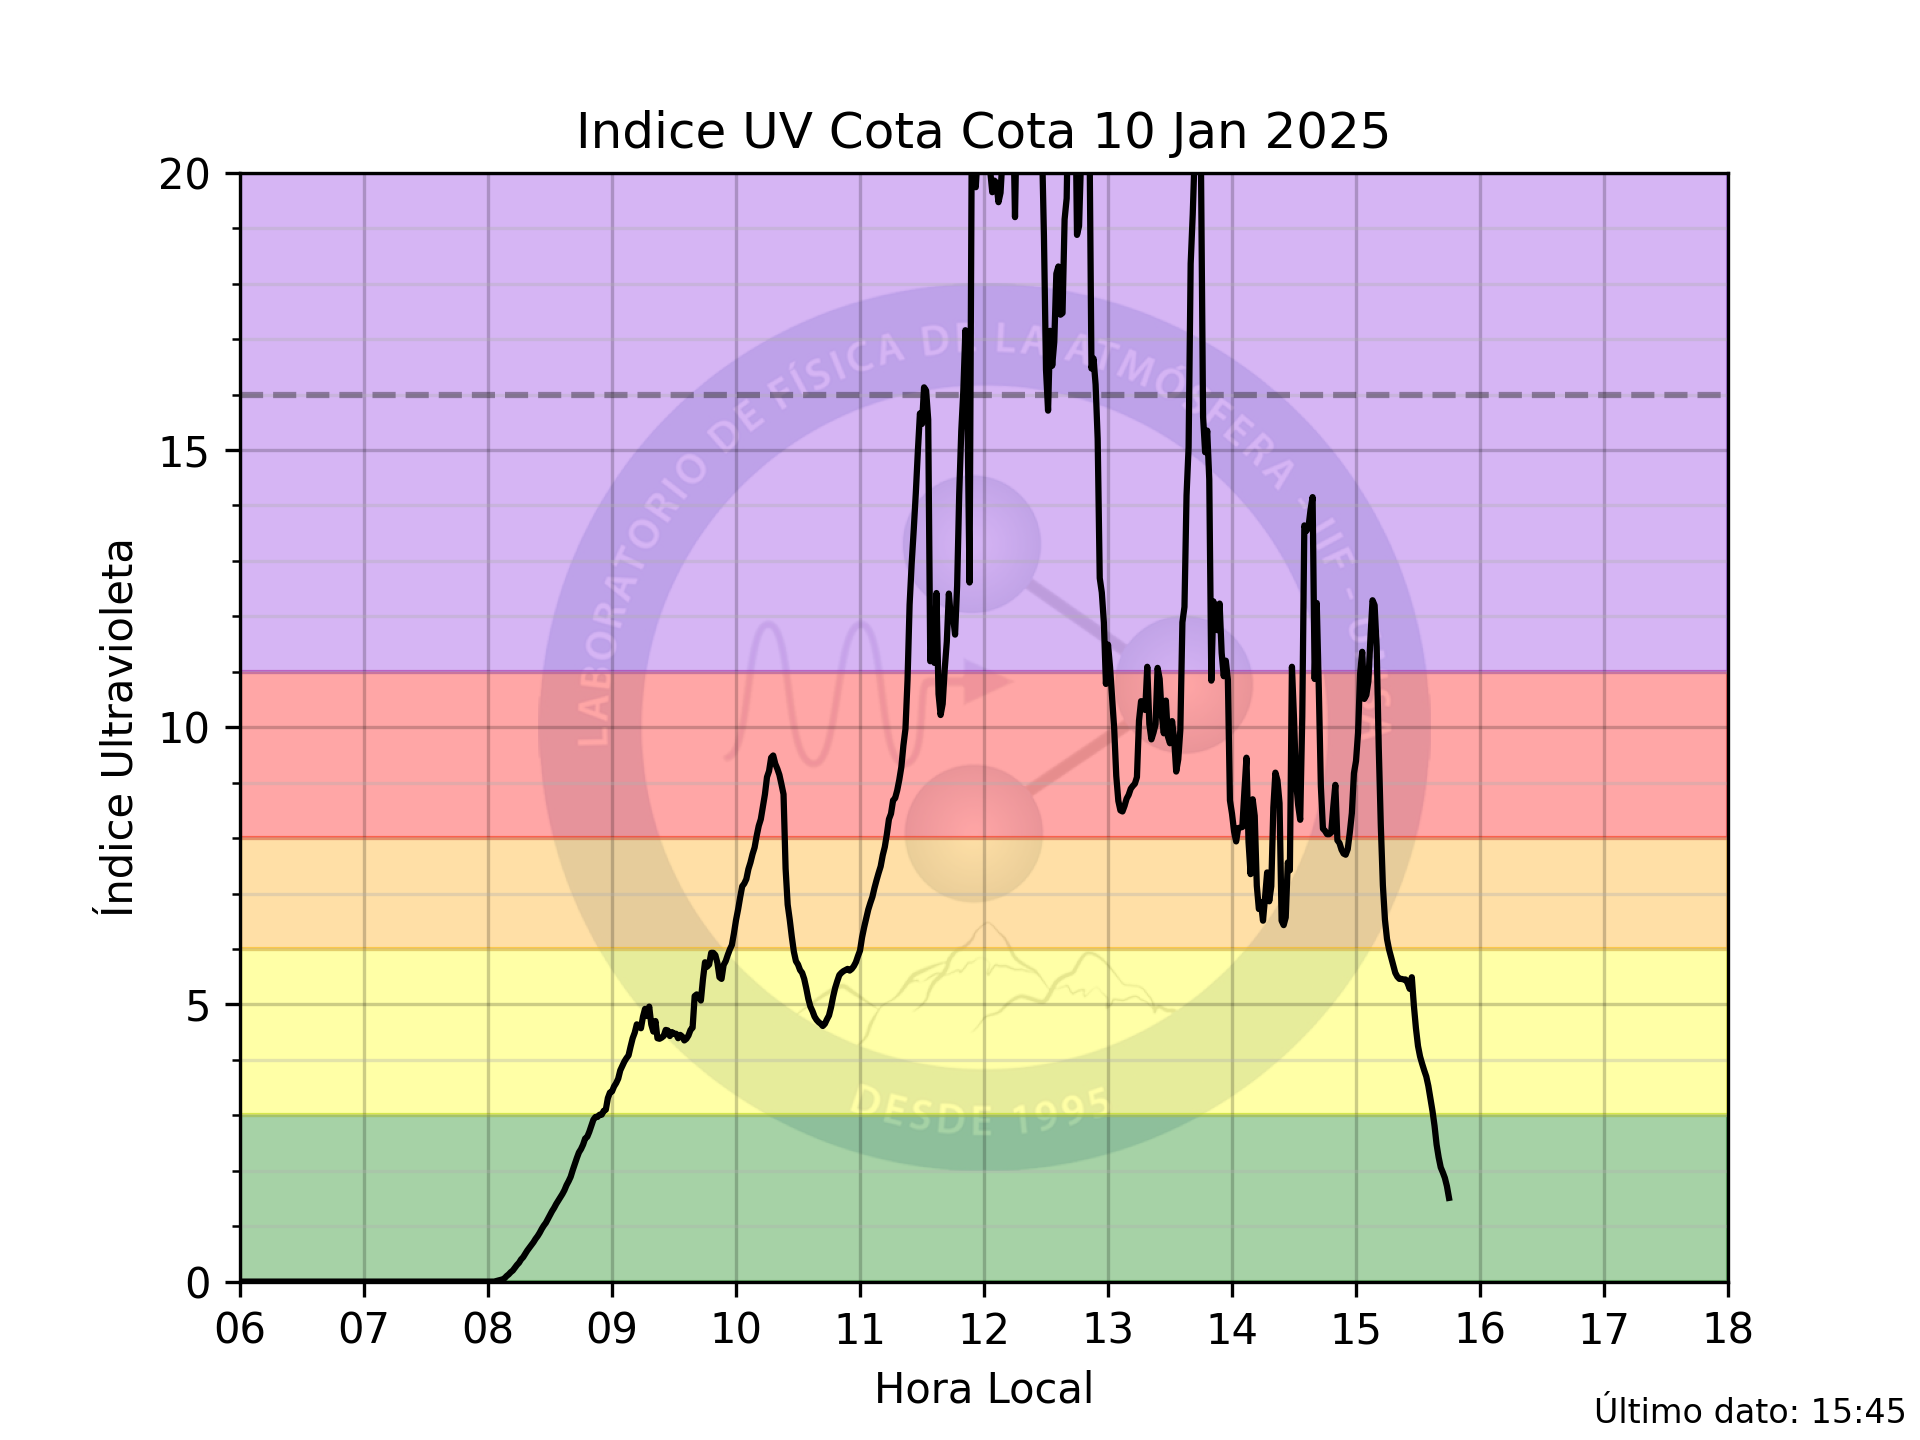 Indice UV Cota Cota 10 Jan 2025
20
15
10
5
0
Índice Ultravioleta
LABORATORIO DE FÍSICA DE LA ATMÓSFERA - IIF -UMSA
DESDE 1995
06 07 08 09 10 11 12 13 14 15 16 17 18
Hora Local
Último dato: 15:45